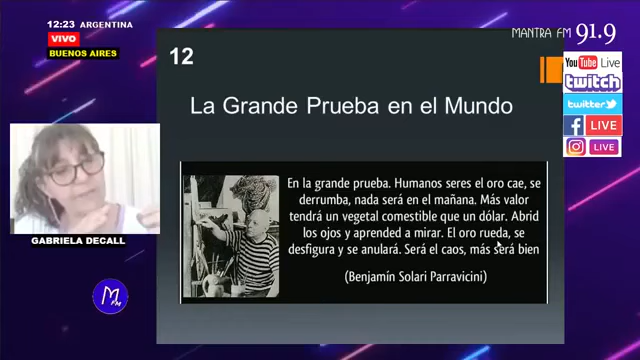 12:23 ARGENTINA
VIVO
BUENOS AIRES
MANTRA FM 91.9
YouTube Live
twitch
twitter
LIVE
LIVE
12
La Grande Prueba en el Mundo
En la grande prueba. Humanos seres el oro cae, se
derrumba, nada será en el mañana. Más valor
tendrá un vegetal comestible que un dólar. Abrid
los ojos y aprended a mirar. El oro rueda, se
desfigura y se anulará. Será el caos, más será bien
(Benjamín Solari Parravicini)
GABRIELA DECALL
M FM